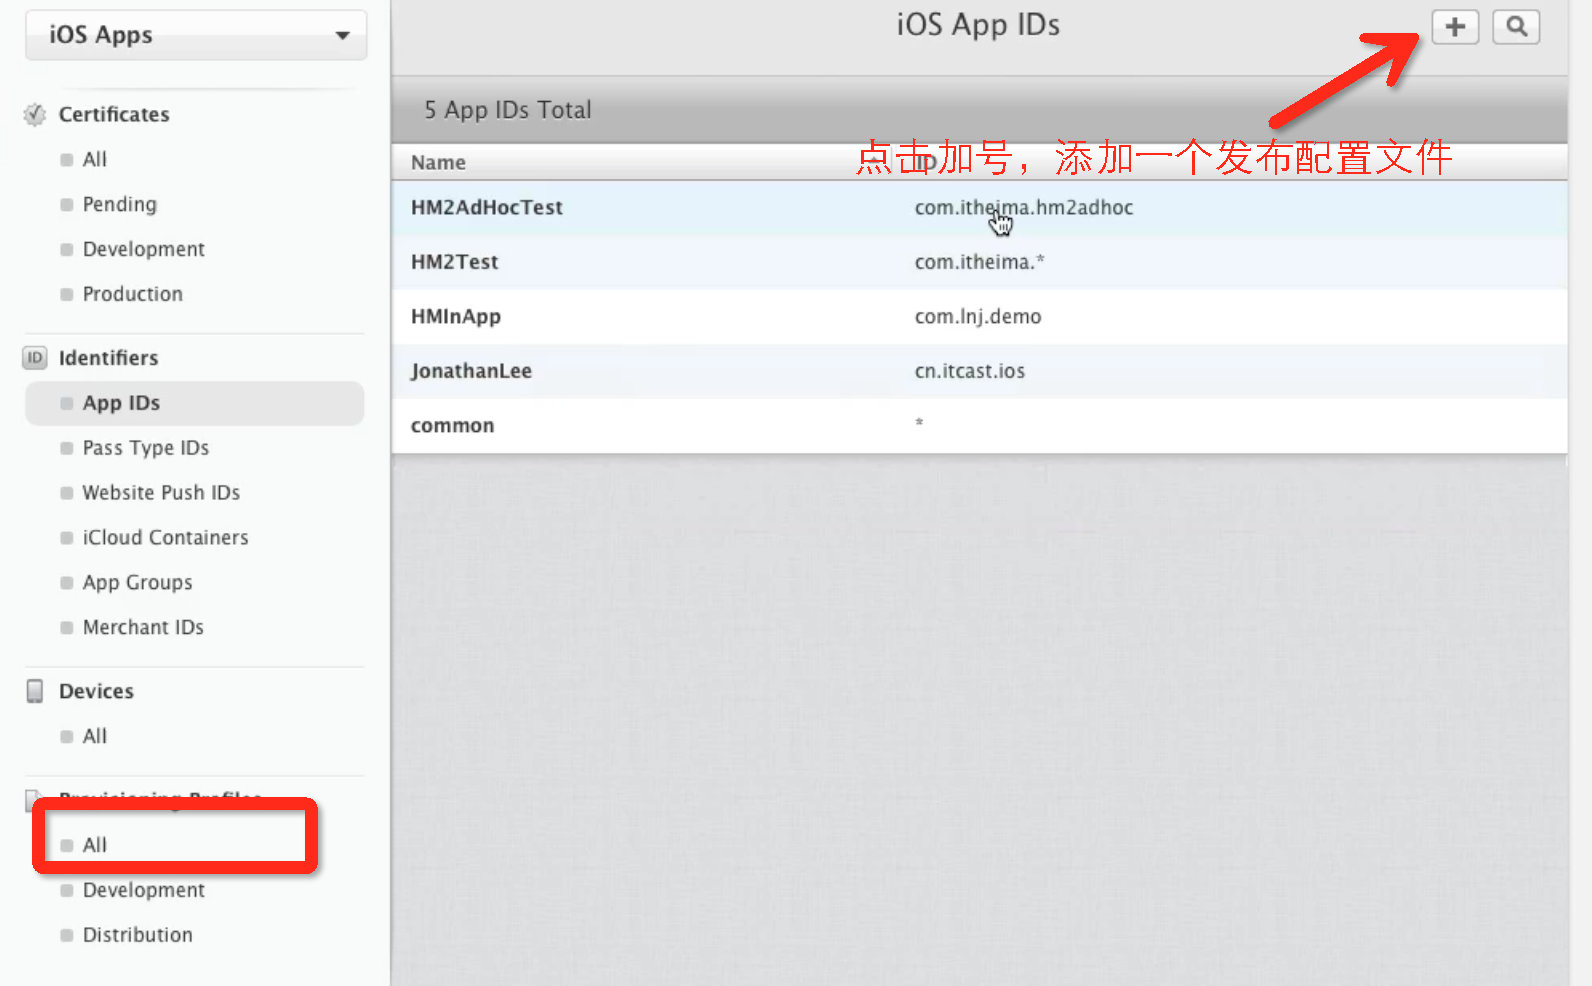 iOS Apps
Certificates
All
Pending
Development
Production
ID Identifiers
App IDs
Pass Type IDs
Website Push IDs
iCloud Containers
App Groups
Merchant IDs
Devices
All
Provisioning Profiles
All
Development
Distribution
iOS App IDs
5 App IDs Total
点击加号，添加一个发布配置文件
Name ID
HM2AdHocTest com.itheima.hm2adhoc
HM2Test com.itheima.*
HMInApp com.lnj.demo
JonathanLee cn.itcast.ios
common *